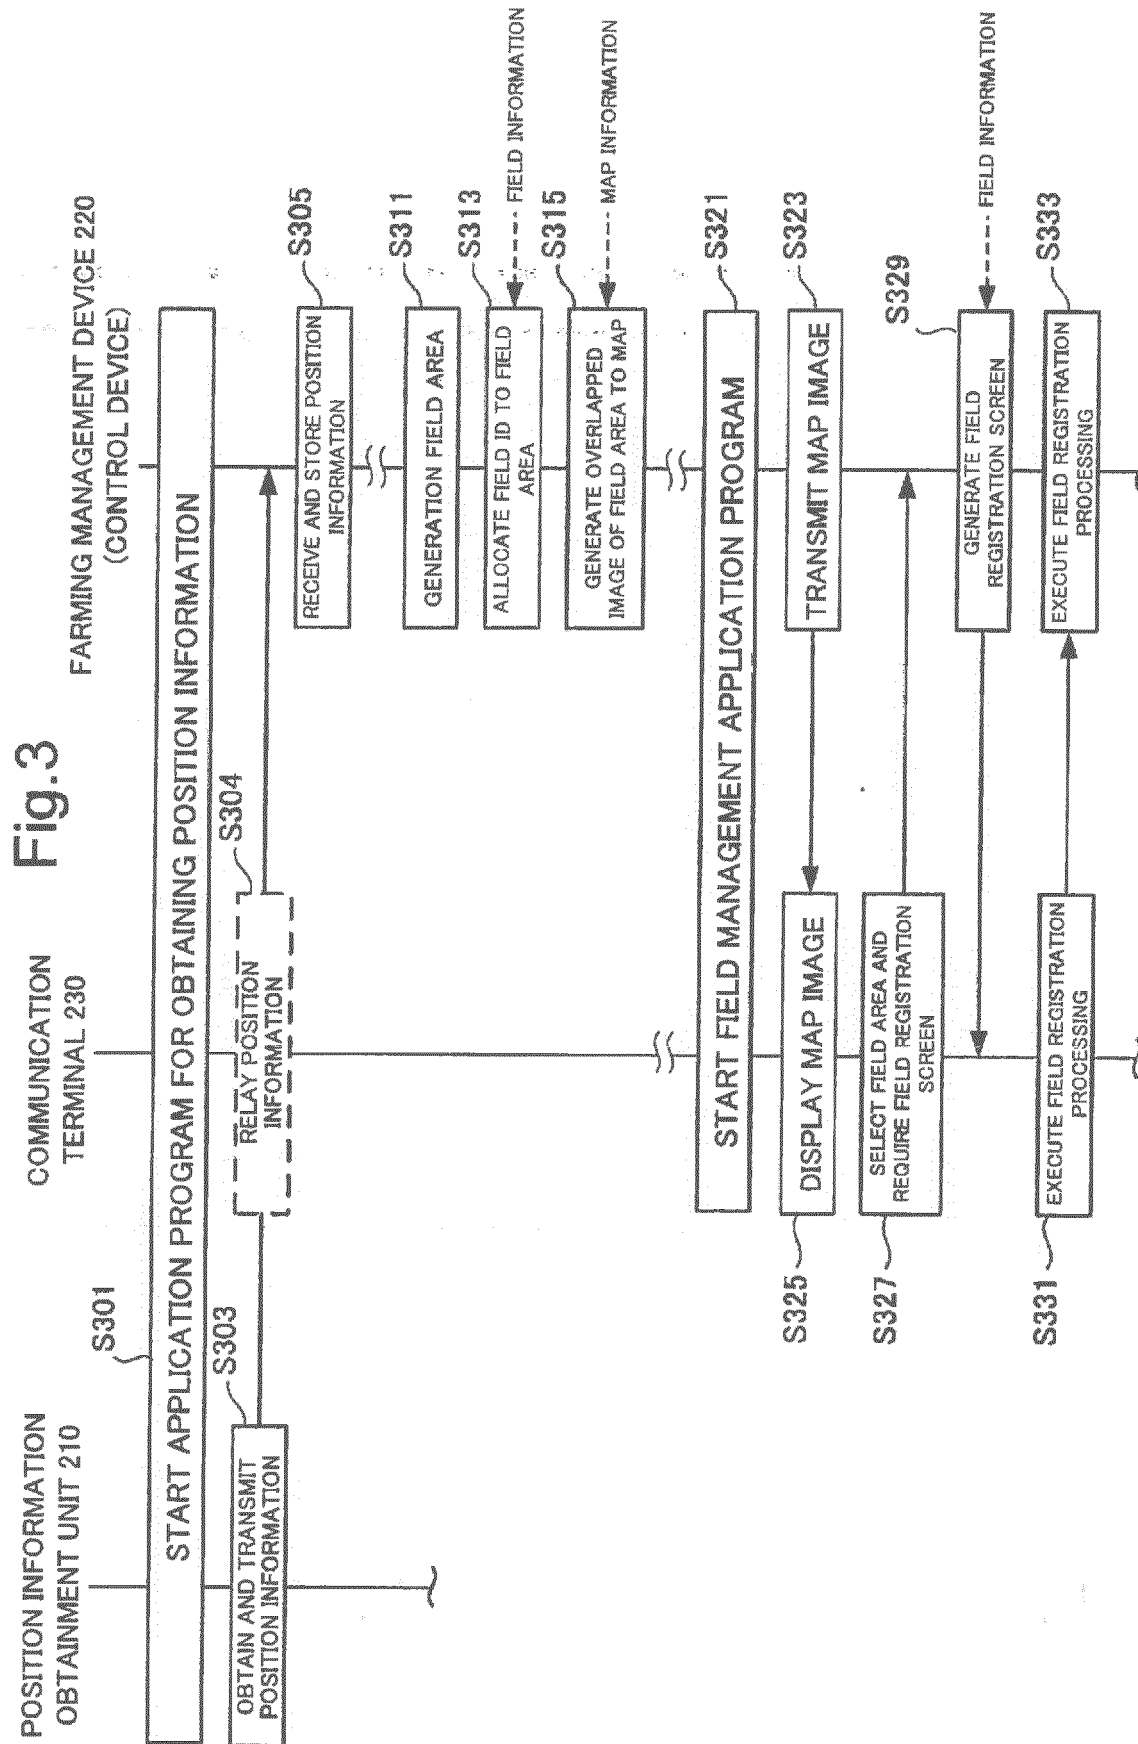 Fig.3
POSITION INFORMATION
OBTAINMENT UNIT 210
COMMUNICATION
TERMINAL 230
FARMING MANAGEMENT DEVICE 220
(CONTROL DEVICE)
S301
START APPLICATION PROGRAM FOR OBTAINING POSITION INFORMATION
S303
OBTAIN AND TRANSMIT
POSITION INFORMATION
S304
RELAY POSITION
INFORMATION
S305
RECEIVE AND STORE POSITION
INFORMATION
S311
GENERATION FIELD AREA
S313
ALLOCATE FIELD ID TO FIELD
AREA
FIELD INFORMATION
S315
GENERATE OVERLAPPED
IMAGE OF FIELD AREA TO MAP
MAP INFORMATION
S321
START FIELD MANAGEMENT APPLICATION PROGRAM
S323
TRANSMIT MAP IMAGE
S325
DISPLAY MAP IMAGE
S327
SELECT FIELD AREA AND
REQUIRE FIELD REGISTRATION
SCREEN
S329
GENERATE FIELD
REGISTRATION SCREEN
FIELD INFORMATION
S331
EXECUTE FIELD REGISTRATION
PROCESSING
S333
EXECUTE FIELD REGISTRATION
PROCESSING